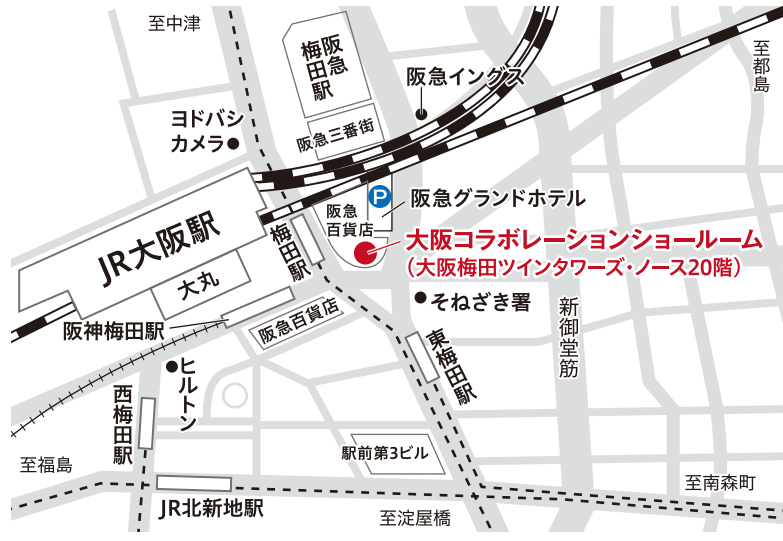 至中津
阪急
梅田駅
阪急イングス
至都島
ヨドバシ
カメラ
阪急三番街
P
阪急グランドホテル
阪急
百貨店
JR大阪駅
梅田駅
大阪コラボレーションショールーム
(大阪梅田ツインタワーズ・ノース20階)
大丸
そねざき署
阪神梅田駅
阪急百貨店
新御堂筋
東梅田駅
ヒルトン
西梅田駅
駅前第3ビル
至福島
至南森町
JR北新地駅
至淀屋橋